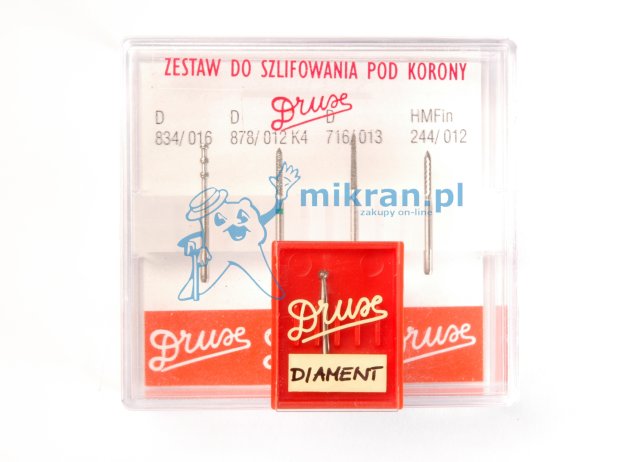 ZESTAW DO SZLIFOWANIA POD KORONY
Druse
D D D HMFin
834/016 878/012 K4 716/013 244/012
mikran.pl
zakupy on-line
Druse
Druse
DIAMENT